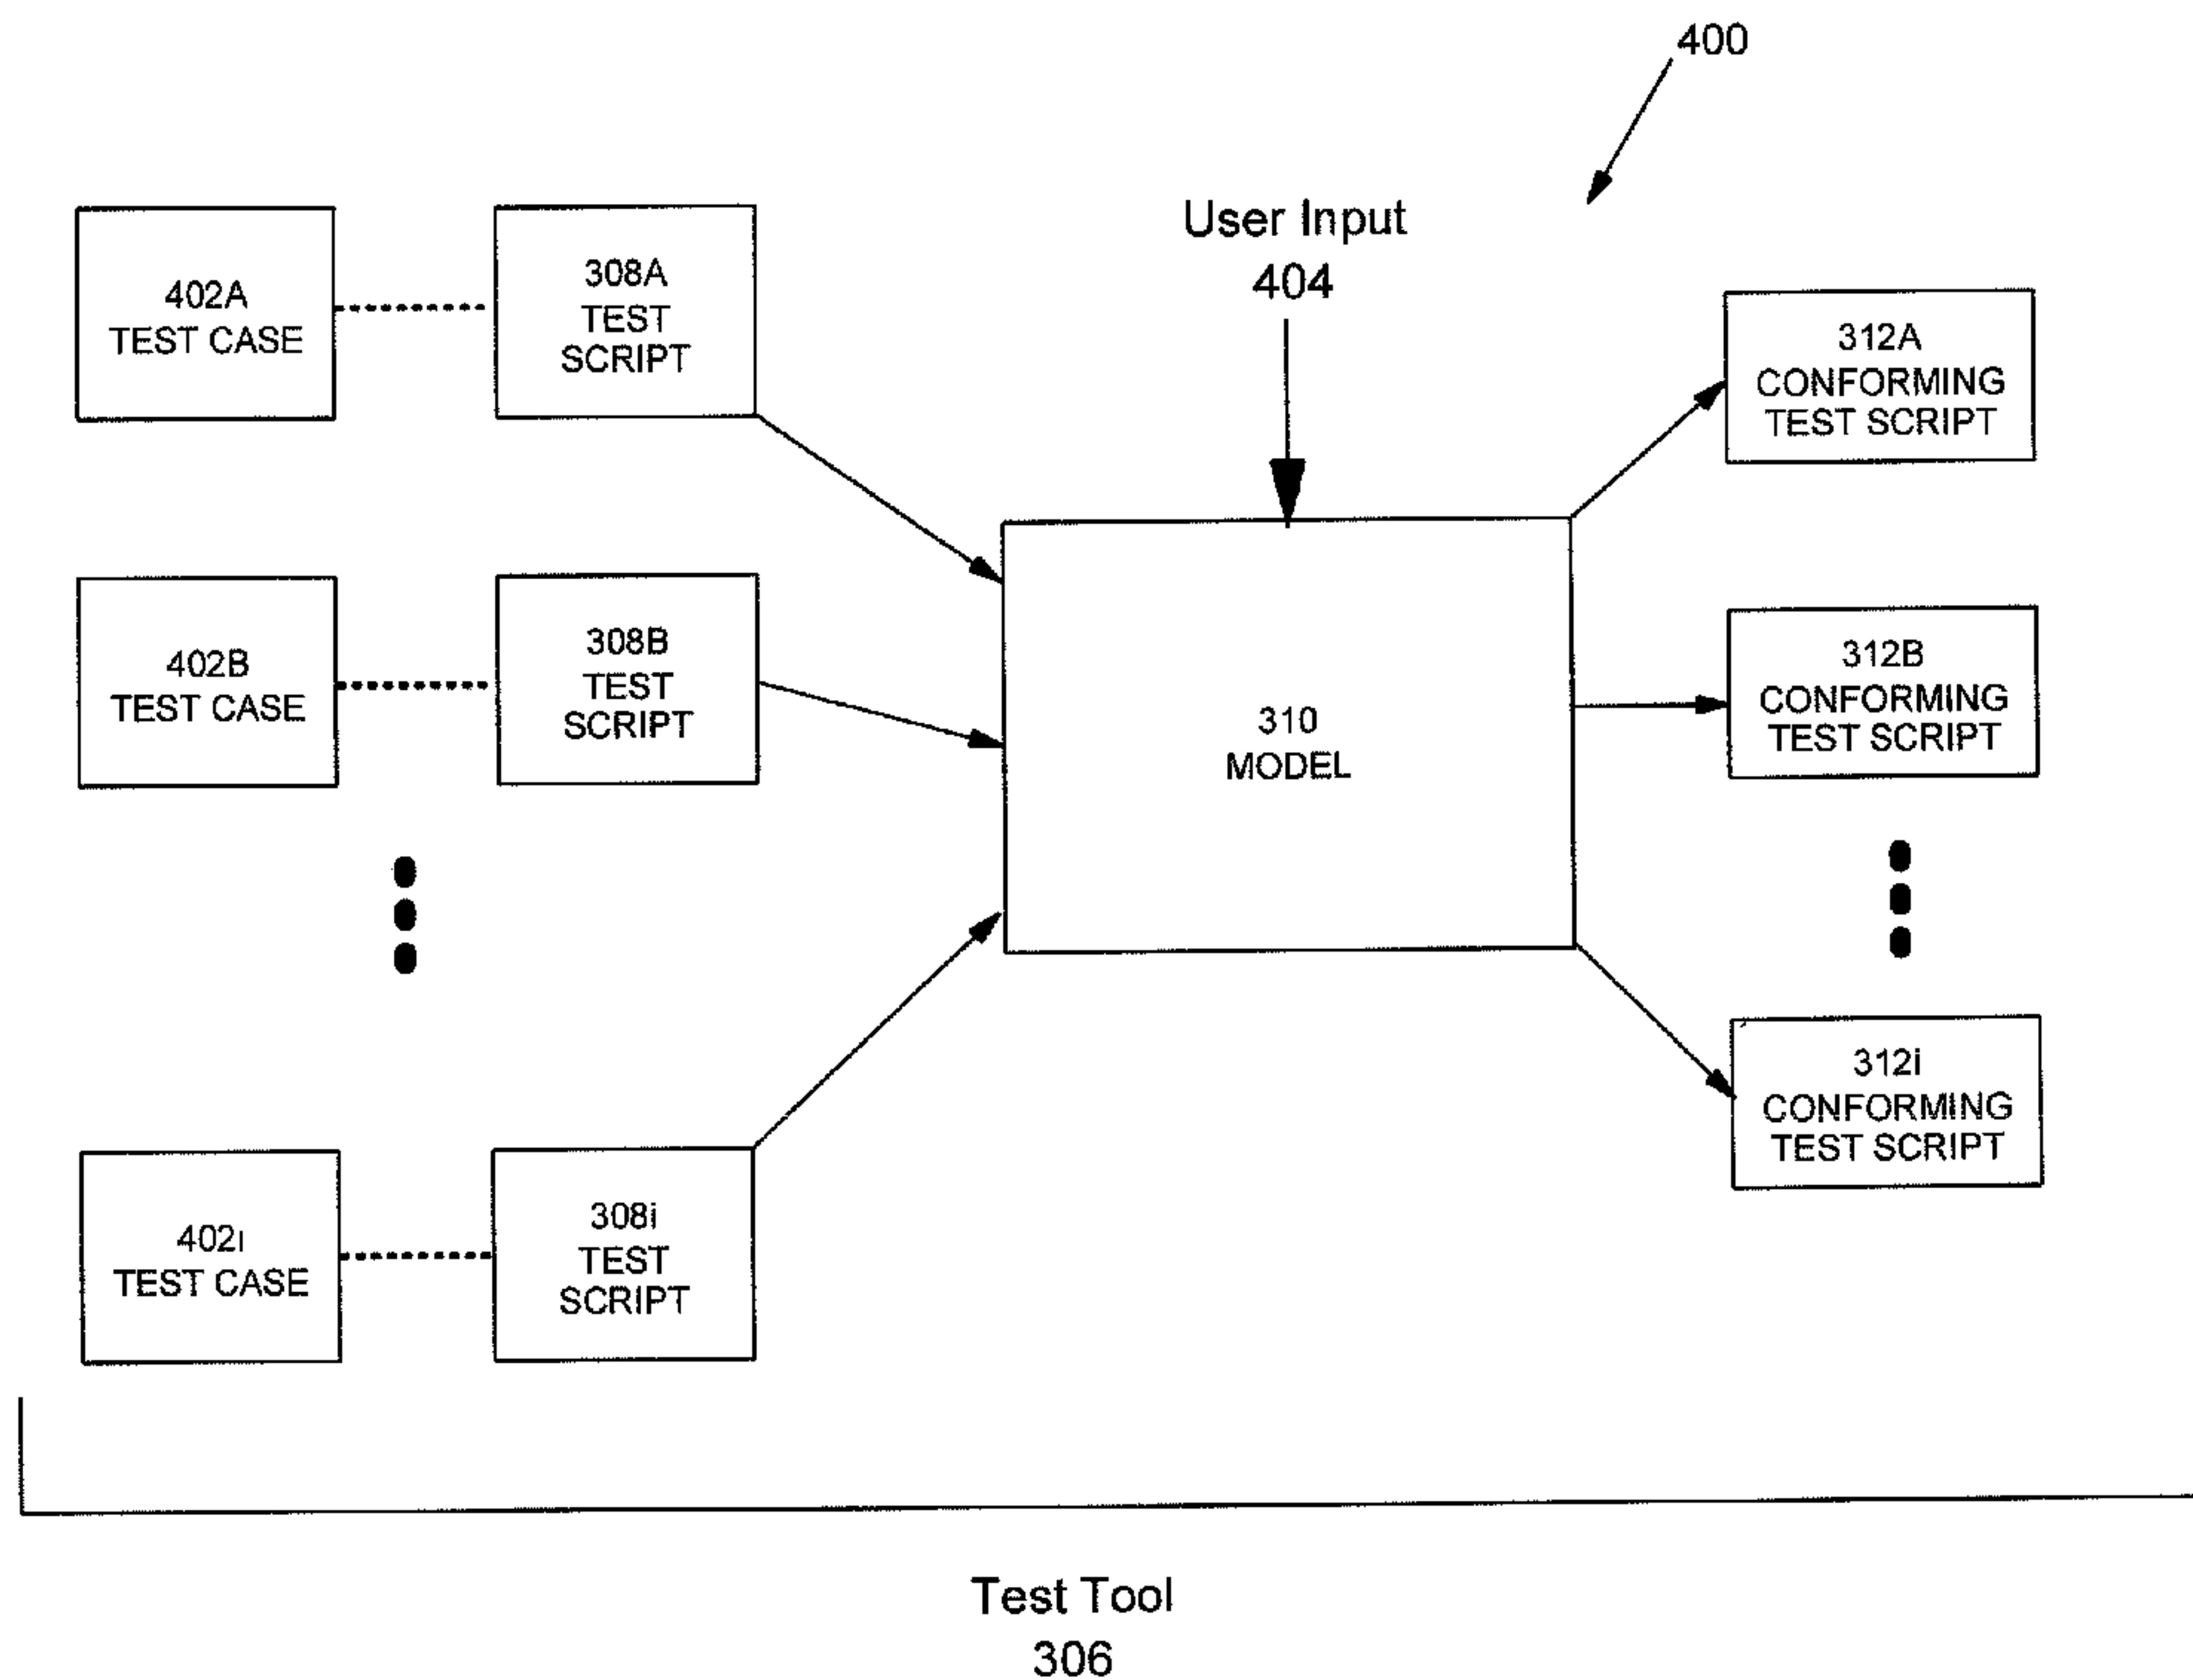 400
User Input
404
402A
TEST CASE
308A
TEST
SCRIPT
312A
CONFORMING
TEST SCRIPT
402B
TEST CASE
308B
TEST
SCRIPT
310
MODEL
312B
CONFORMING
TEST SCRIPT
402i
TEST CASE
308i
TEST
SCRIPT
312i
CONFORMING
TEST SCRIPT
Test Tool
306